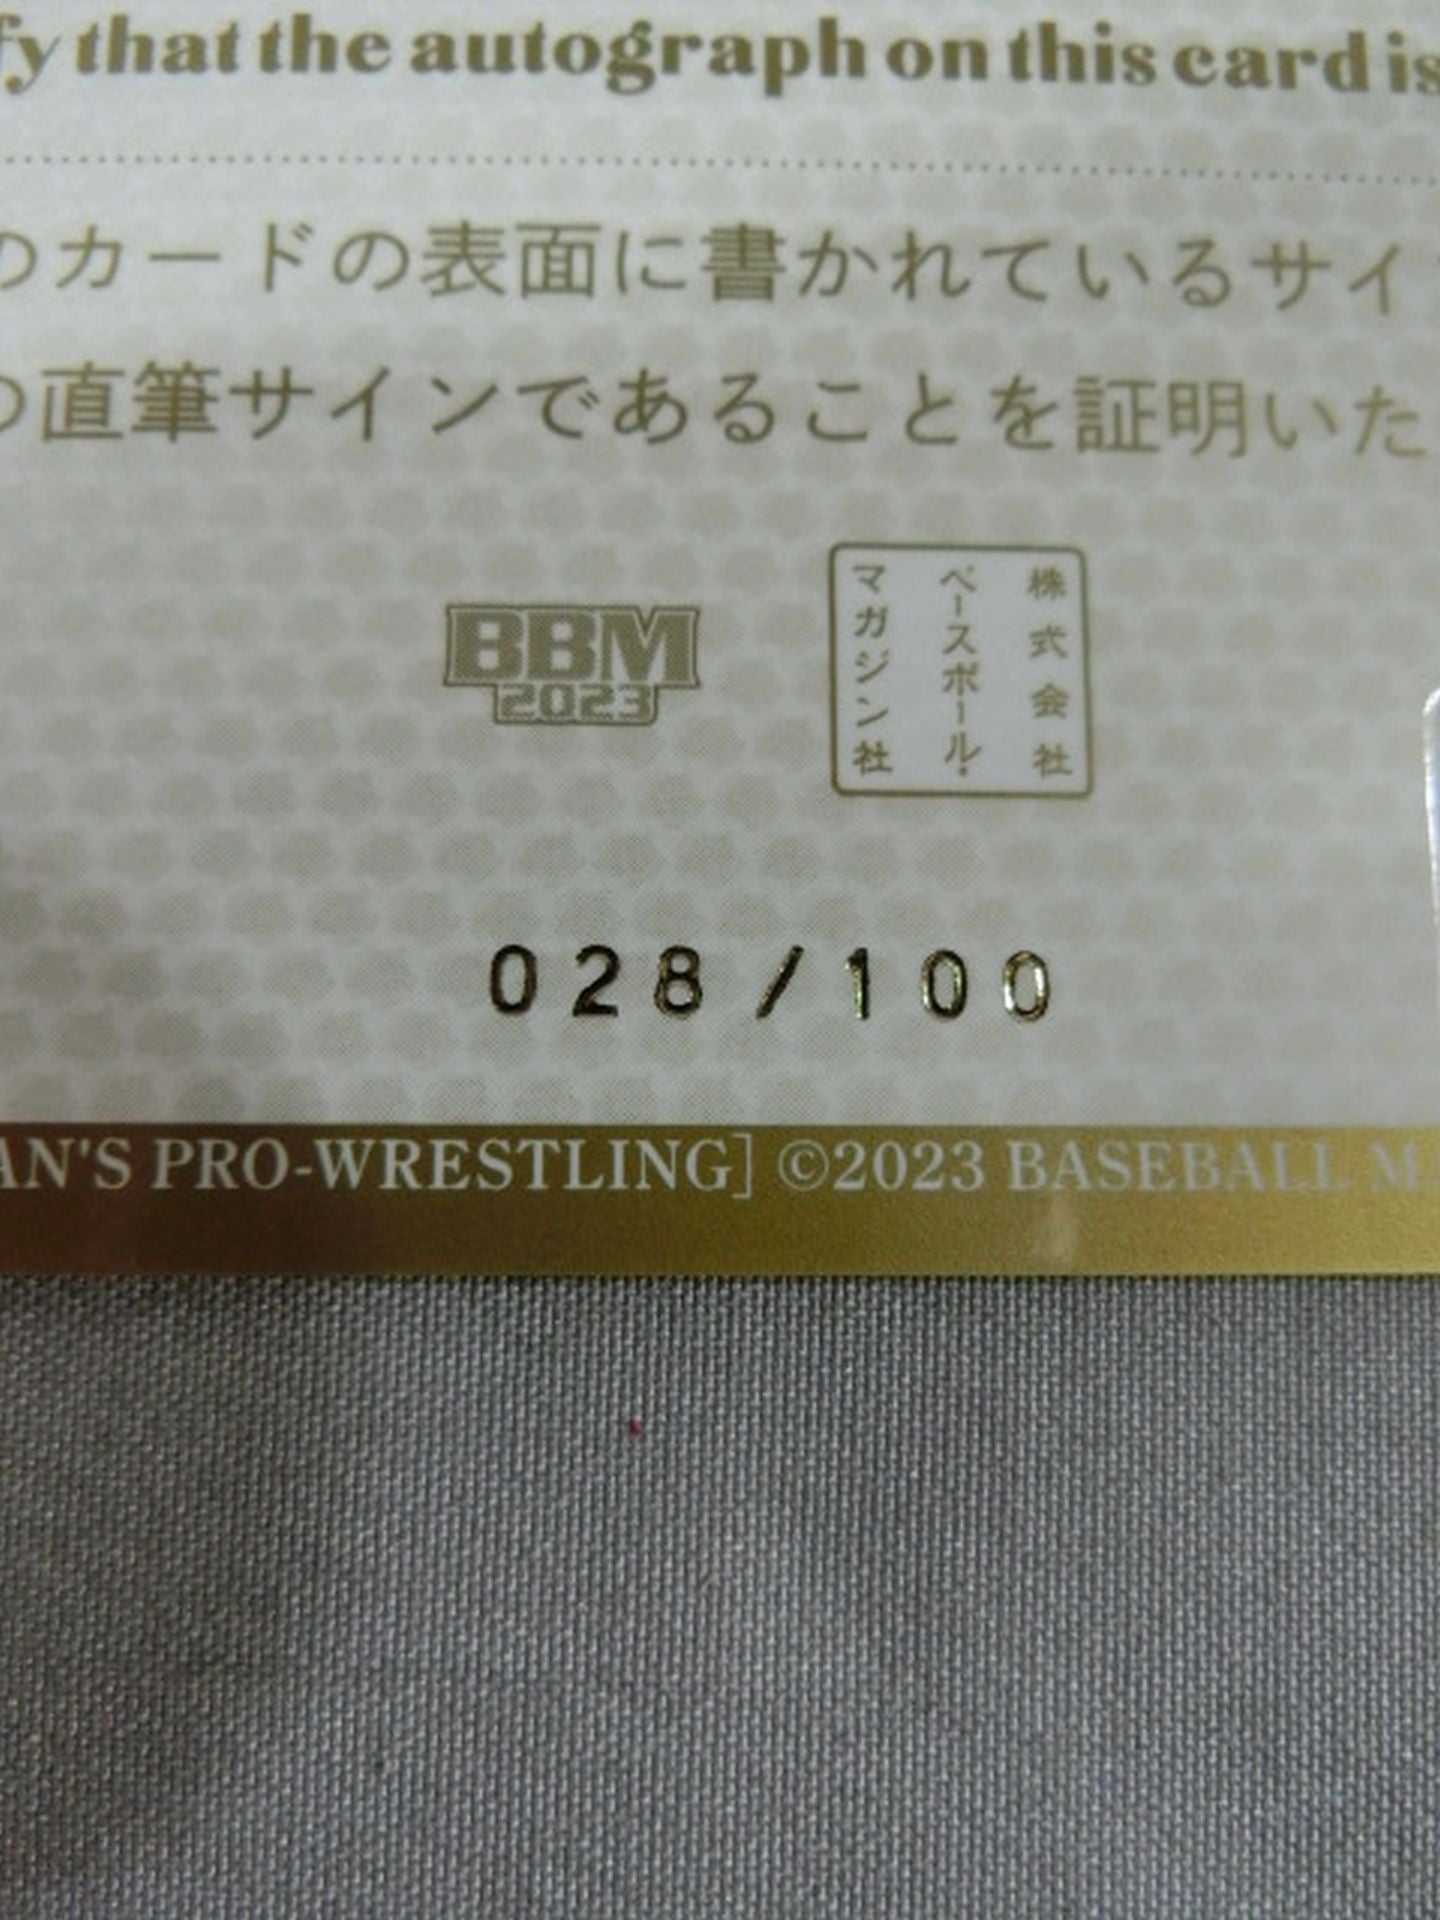 fy that the autograph on this card is
のカードの表面に書かれているサイ
の直筆サインであることを証明いた
BBM
2023
株式会社
ベースボール・
マガジン社
028/100
AN'S PRO-WRESTLING] ©2023 BASEBALL M